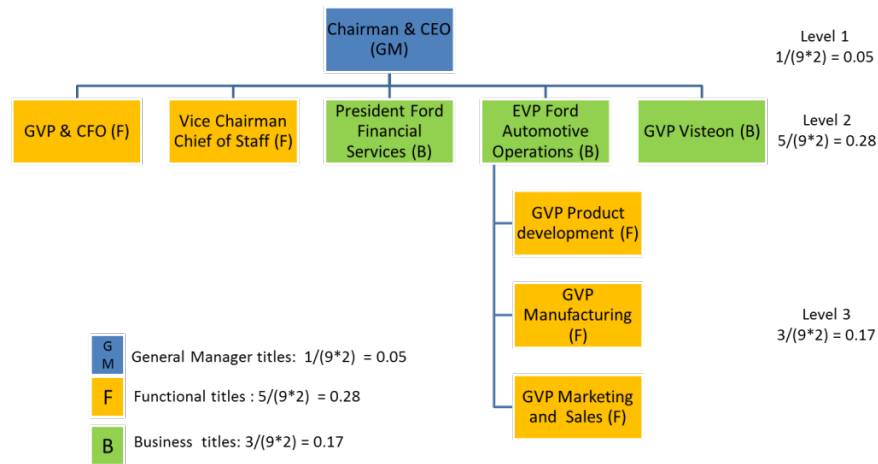 Chairman & CEO
(GM)
Level 1
1/(9*2) = 0.05
GVP & CFO (F)
Vice Chairman
Chief of Staff (F)
President Ford
Financial
Services (B)
EVP Ford
Automotive
Operations (B)
GVP Visteon (B)
Level 2
5/(9*2) = 0.28
GVP Product
development (F)
GVP
Manufacturing
(F)
Level 3
3/(9*2) = 0.17
GVP Marketing
and Sales (F)
G
M
General Manager titles: 1/(9*2) = 0.05
F
Functional titles : 5/(9*2) = 0.28
B
Business titles: 3/(9*2) = 0.17